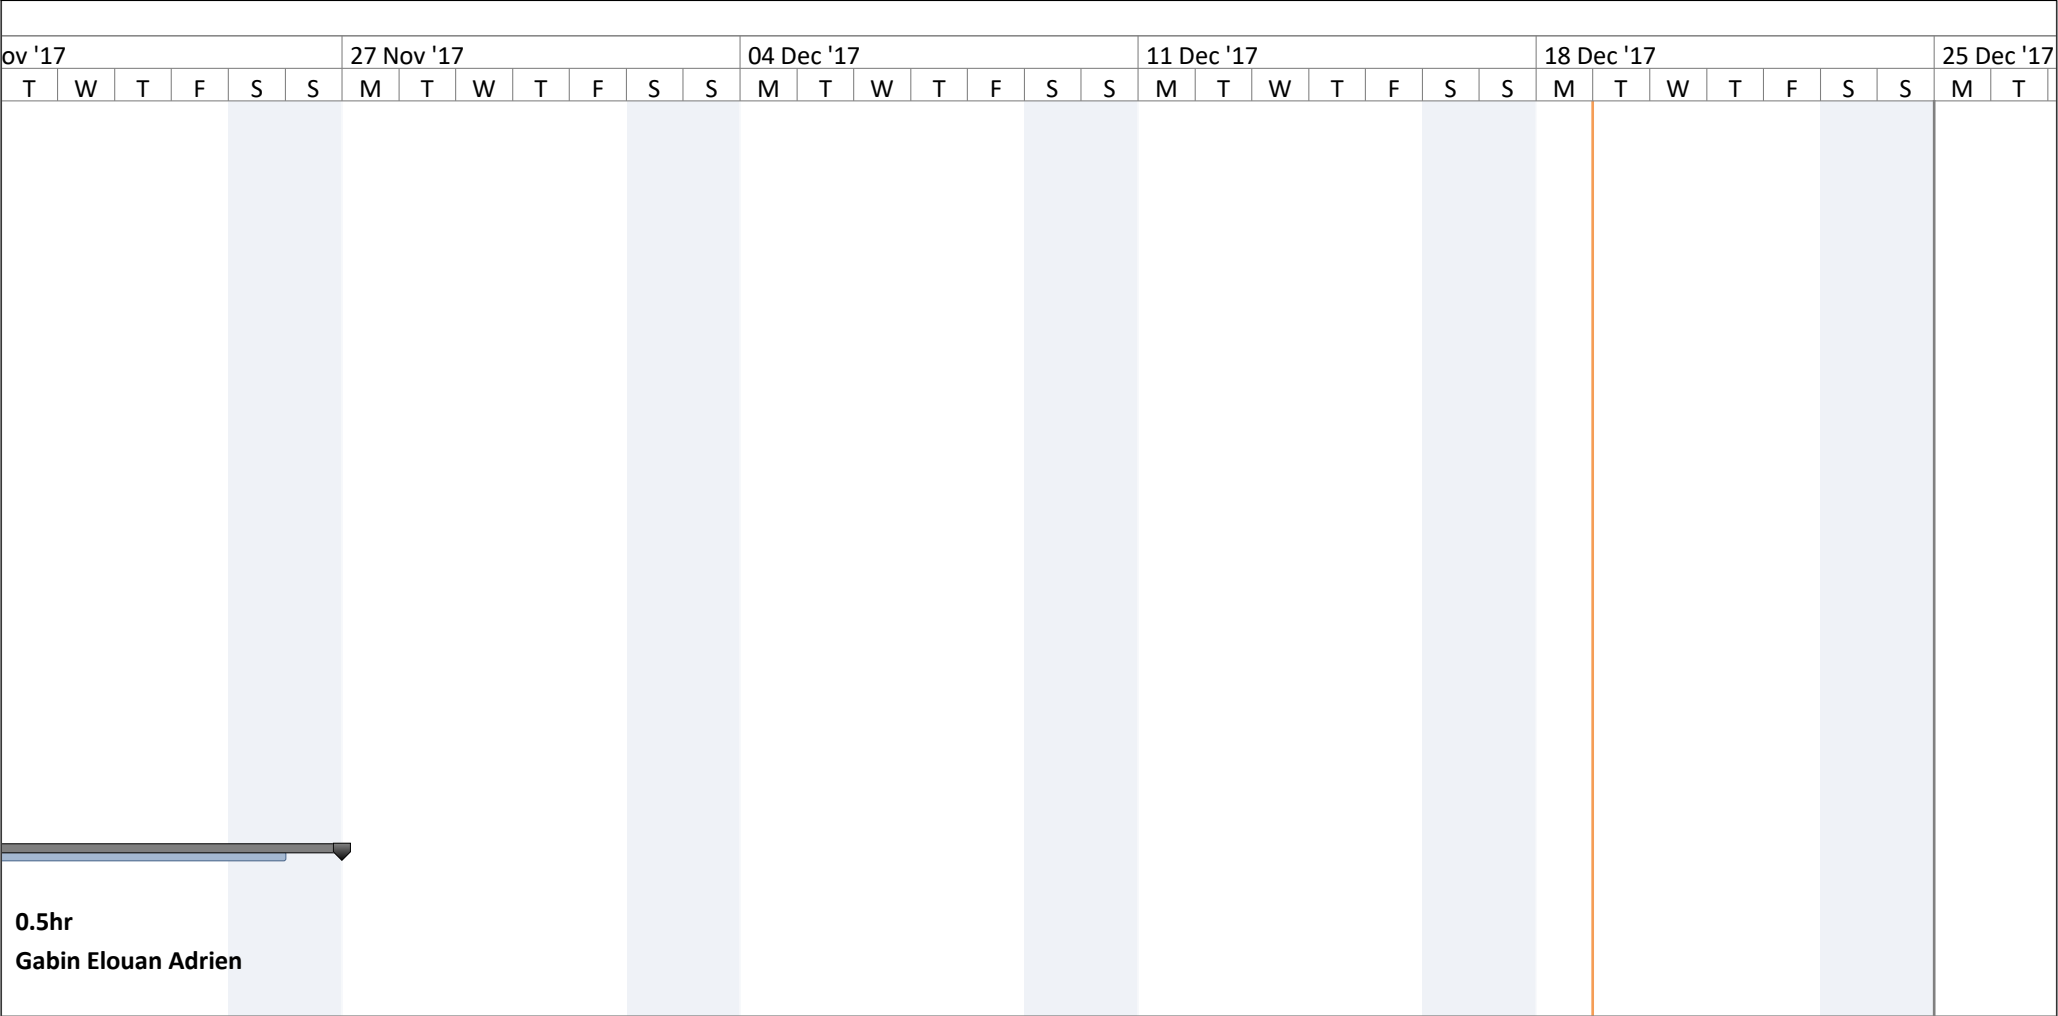 ov '17 27 Nov '17 04 Dec '17 11 Dec '17 18 Dec '17 25 Dec '17
T W T F S S M T W T F S S M T W T F S S M T W T F S S M T W T F S S M T
0.5hr
Gabin Elouan Adrien